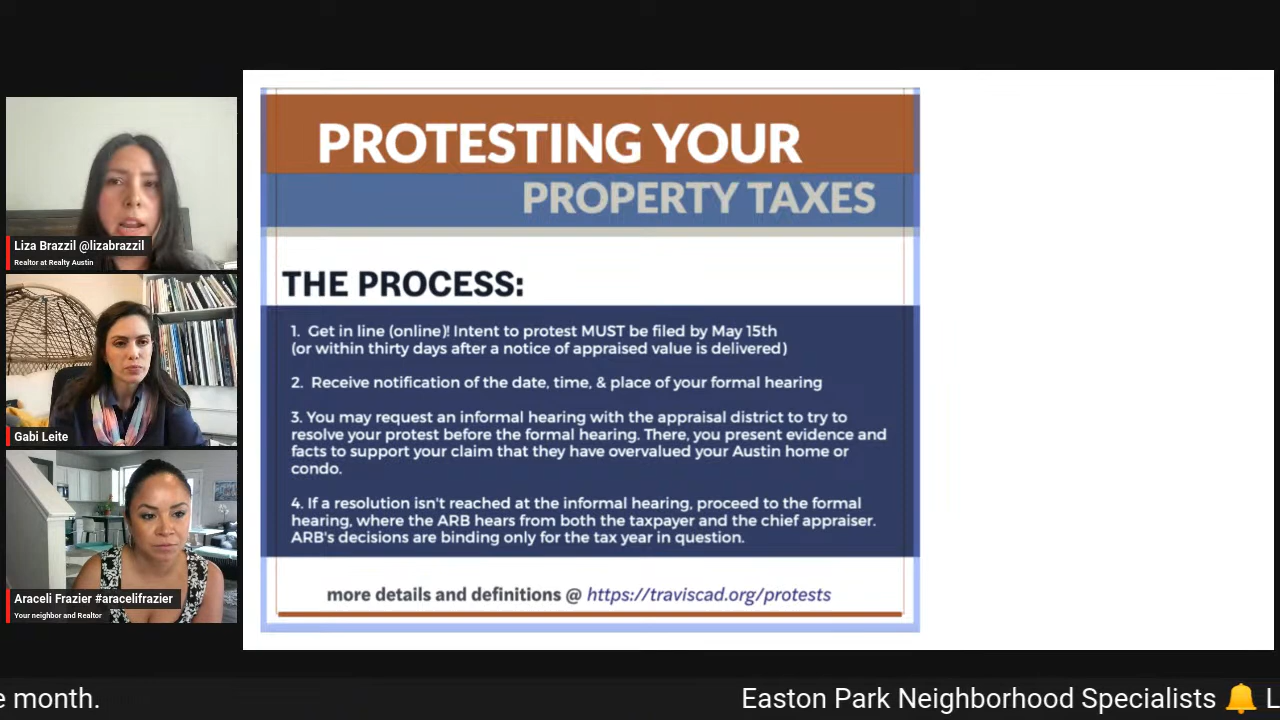 Liza Brazzil @lizabrazzil
Realtor at Realty Austin
Gabi Leite
Araceli Frazier #aracelifrazier
Your neighbor and Realtor
PROTESTING YOUR
PROPERTY TAXES
THE PROCESS:
1. Get in line (online)! Intent to protest MUST be filed by May 15th
(or within thirty days after a notice of appraised value is delivered)
2. Receive notification of the date, time, & place of your formal hearing
3. You may request an informal hearing with the appraisal district to try to
resolve your protest before the formal hearing. There, you present evidence and
facts to support your claim that they have overvalued your Austin home or
condo.
4. If a resolution isn't reached at the informal hearing, proceed to the formal
hearing, where the ARB hears from both the taxpayer and the chief appraiser.
ARB's decisions are binding only for the tax year in question.
more details and definitions @ https://traviscad.org/protests
e month. Easton Park Neighborhood Specialists 🔔 L